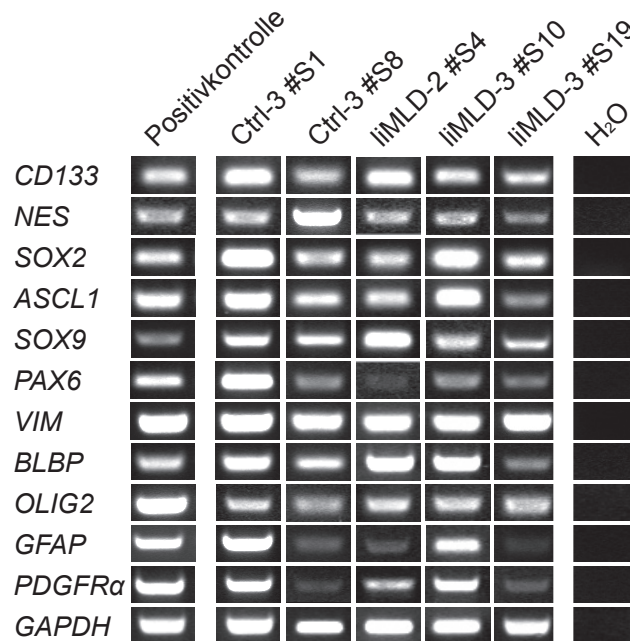 Positivkontrolle
Ctrl-3 #S1
Ctrl-3 #S8
liMLD-2 #S4
liMLD-3 #S10
liMLD-3 #S19
H₂O
CD133
NES
SOX2
ASCL1
SOX9
PAX6
VIM
BLBP
OLIG2
GFAP
PDGFRα
GAPDH